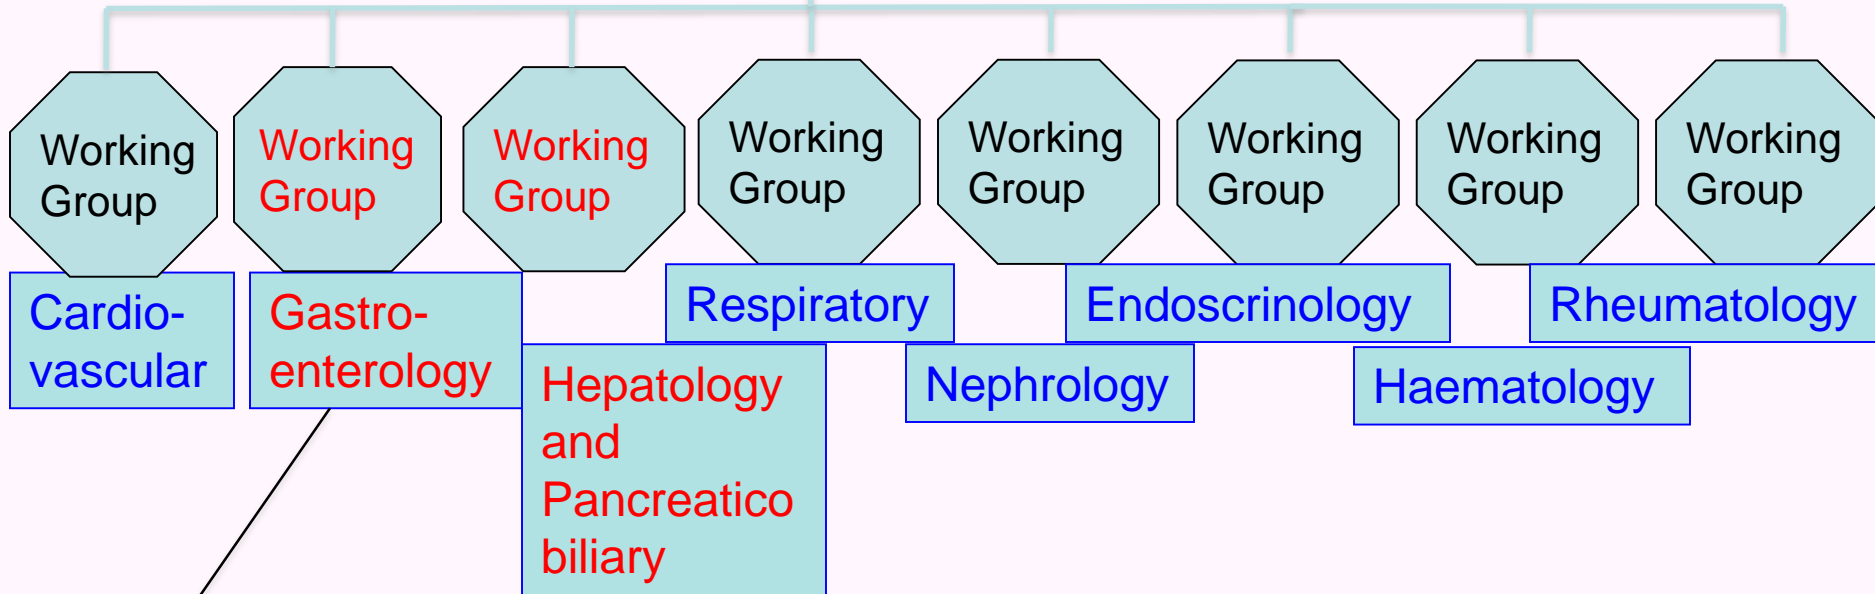 Working
Group
Working
Group
Working
Group
Working
Group
Working
Group
Working
Group
Working
Group
Working
Group
Cardio-
vascular
Gastro-
enterology
Hepatology
and
Pancreatico
biliary
Respiratory
Nephrology
Endoscrinology
Haematology
Rheumatology